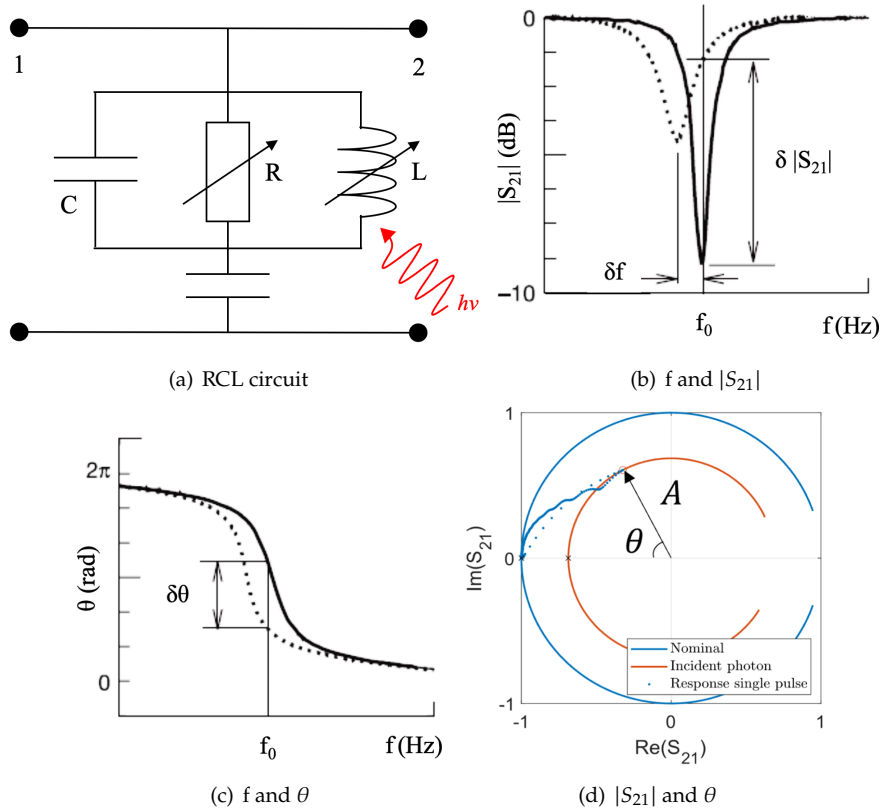 1
2
C
R
L
hν
(a) RCL circuit
0
|S₂₁| (dB)
δ |S₂₁|
δf
−10
f₀
f (Hz)
(b) f and |S₂₁|
2π
θ (rad)
δθ
0
f₀
f (Hz)
(c) f and θ
1
Im(S₂₁)
0
-1
A
θ
Nominal
Incident photon
Response single pulse
-1
0
1
Re(S₂₁)
(d) |S₂₁| and θ